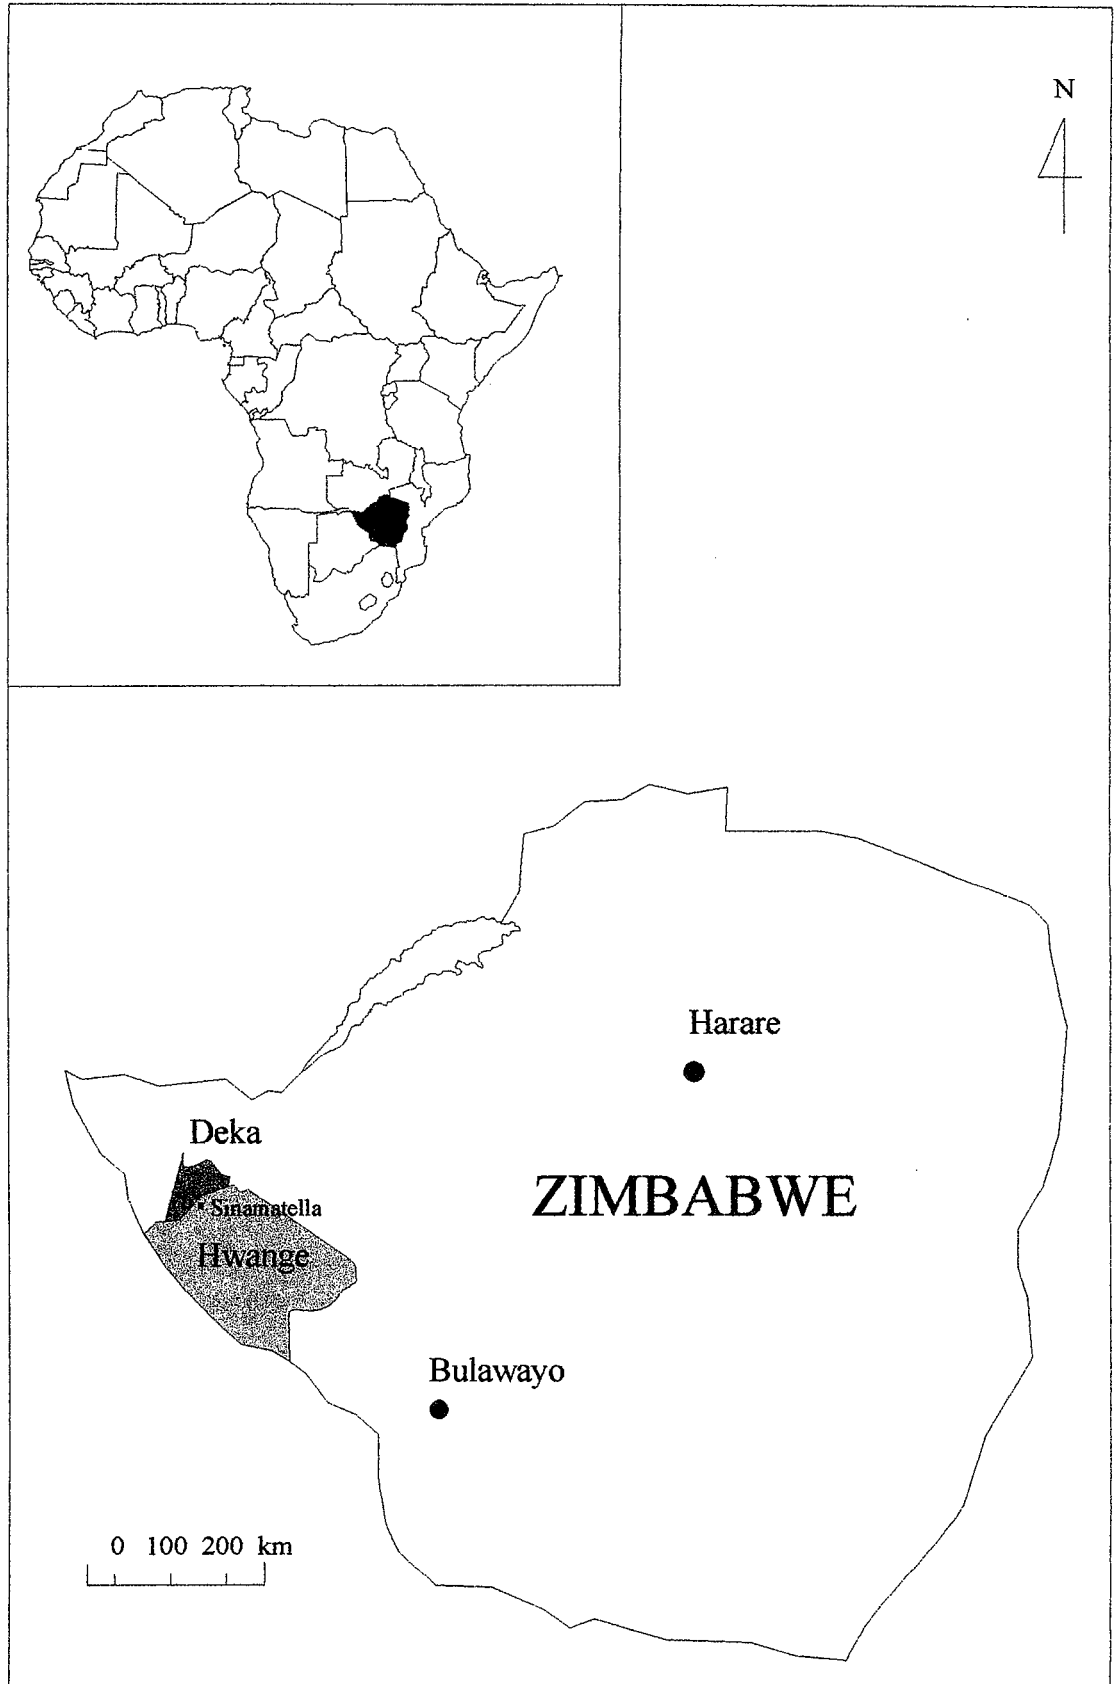 N
Harare
Deka
ZIMBABWE
Sinamatella
Hwange
Bulawayo
0 100 200 km